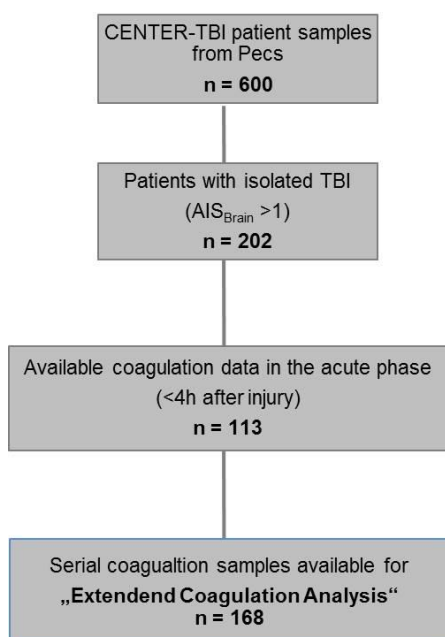 CENTER-TBI patient samples
from Pecs
n = 600
Patients with isolated TBI
(AISBrain >1)
n = 202
Available coagulation data in the acute phase
(<4h after injury)
n = 113
Serial coagualtion samples available for
„Extendend Coagulation Analysis“
n = 168